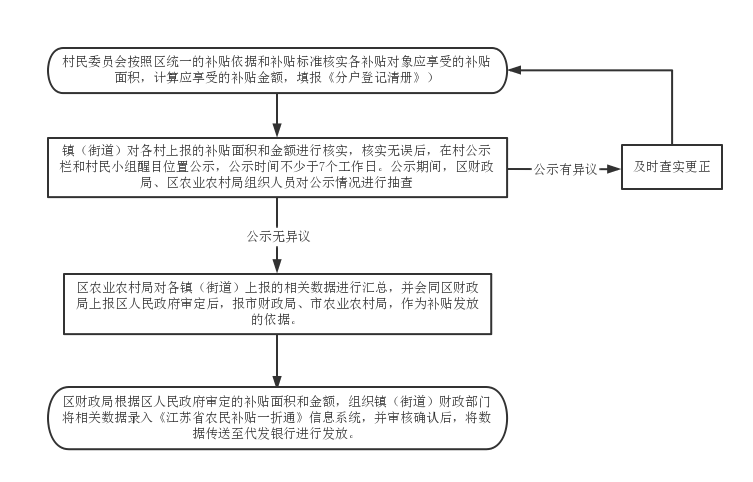 村民委员会按照区统一的补贴依据和补贴标准核实各补贴对象应享受的补贴
面积，计算应享受的补贴金额，填报《分户登记清册》）
镇（街道）对各村上报的补贴面积和金额进行核实，核实无误后，在村公示
栏和村民小组醒目位置公示，公示时间不少于7个工作日。公示期间，区财政
局、区农业农村局组织人员对公示情况进行抽查
公示有异议
及时查实更正
公示无异议
区农业农村局对各镇（街道）上报的相关数据进行汇总，并会同区财政
局上报区人民政府审定后，报市财政局、市农业农村局，作为补贴发放
的依据。
区财政局根据区人民政府审定的补贴面积和金额，组织镇（街道）财政部门
将相关数据录入《江苏省农民补贴一折通》信息系统，并审核确认后，将数
据传送至代发银行进行发放。